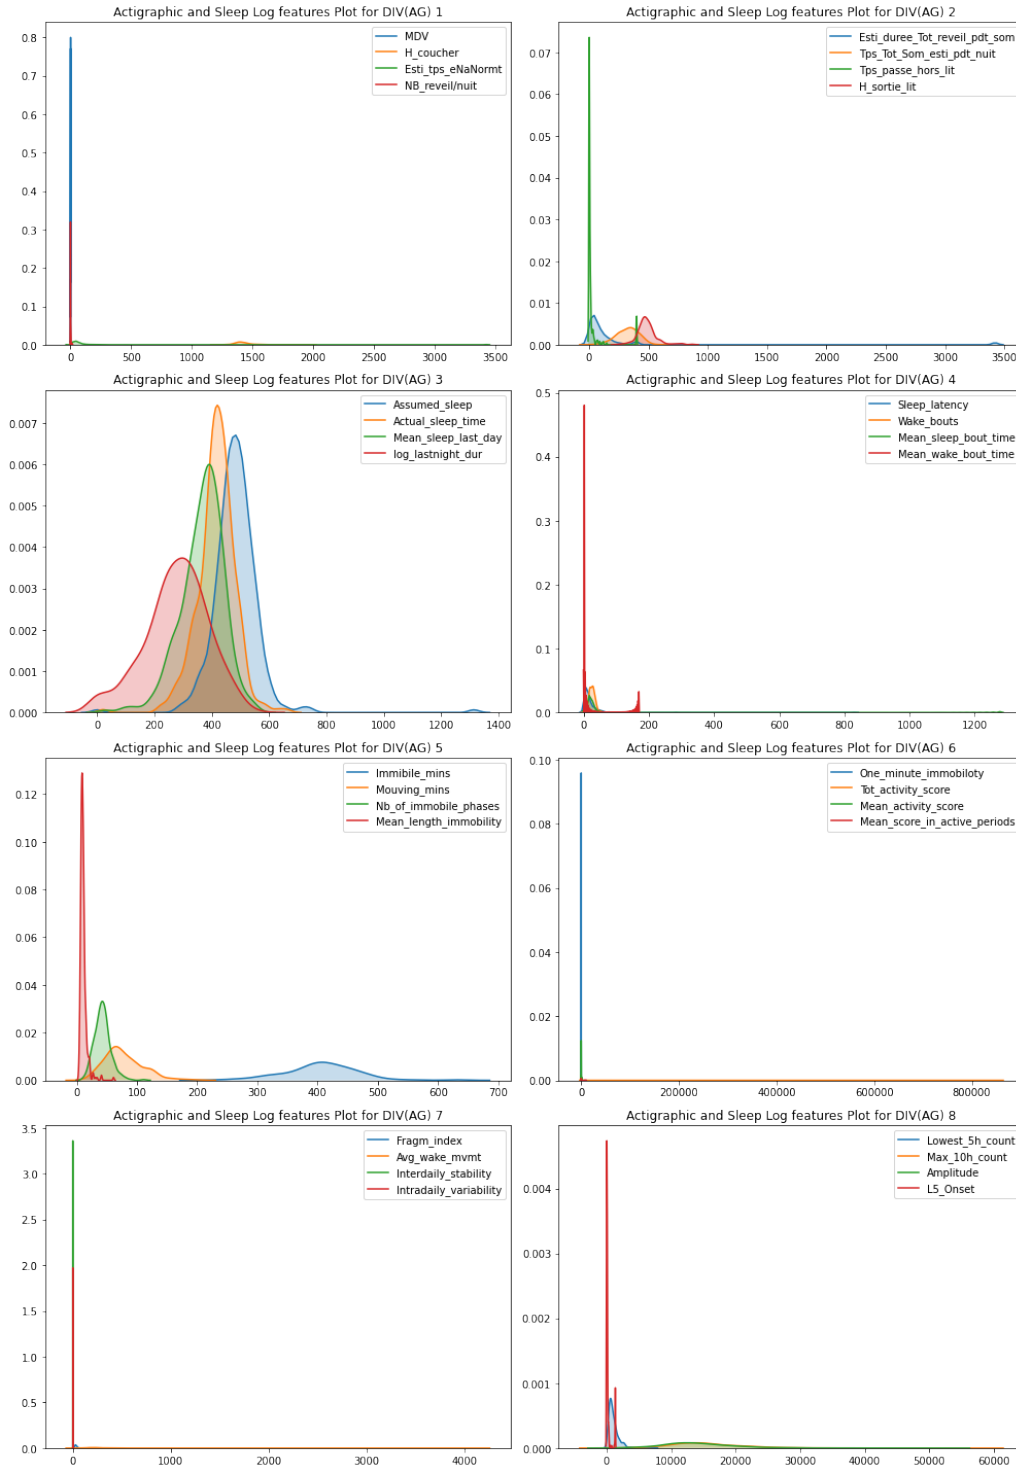 Actigraphic and Sleep Log features Plot for DIV(AG) 1
MDV
H_coucher
Esti_tps_eNaNormt
NB_reveil/nuit
0.8
0.7
0.6
0.5
0.4
0.3
0.2
0.1
0.0
0 500 1000 1500 2000 2500 3000 3500
Actigraphic and Sleep Log features Plot for DIV(AG) 2
Esti_duree_Tot_reveil_pdt_som
Tps_Tot_Som_esti_pdt_nuit
Tps_passe_hors_lit
H_sortie_lit
0.07
0.06
0.05
0.04
0.03
0.02
0.01
0.00
0 500 1000 1500 2000 2500 3000 3500
Actigraphic and Sleep Log features Plot for DIV(AG) 3
Assumed_sleep
Actual_sleep_time
Mean_sleep_last_day
log_lastnight_dur
0.007
0.006
0.005
0.004
0.003
0.002
0.001
0.000
0 200 400 600 800 1000 1200 1400
Actigraphic and Sleep Log features Plot for DIV(AG) 4
Sleep_latency
Wake_bouts
Mean_sleep_bout_time
Mean_wake_bout_time
0.5
0.4
0.3
0.2
0.1
0.0
0 200 400 600 800 1000 1200
Actigraphic and Sleep Log features Plot for DIV(AG) 5
Immibile_mins
Mouving_mins
Nb_of_immobile_phases
Mean_length_immobility
0.12
0.10
0.08
0.06
0.04
0.02
0.00
0 100 200 300 400 500 600 700
Actigraphic and Sleep Log features Plot for DIV(AG) 6
One_minute_immobiloty
Tot_activity_score
Mean_activity_score
Mean_score_in_active_periods
0.10
0.08
0.06
0.04
0.02
0.00
0 200000 400000 600000 800000
Actigraphic and Sleep Log features Plot for DIV(AG) 7
Fragm_index
Avg_wake_mvmt
Interdaily_stability
Intradaily_variability
3.5
3.0
2.5
2.0
1.5
1.0
0.5
0.0
0 1000 2000 3000 4000
Actigraphic and Sleep Log features Plot for DIV(AG) 8
Lowest_5h_count
Max_10h_count
Amplitude
L5_Onset
0.004
0.003
0.002
0.001
0.000
0 10000 20000 30000 40000 50000 60000